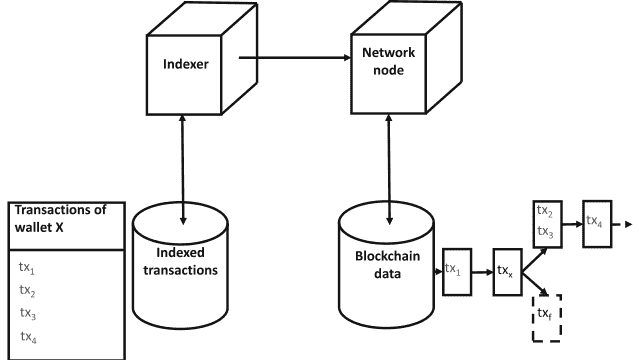 Indexer
Network
node
Transactions of
wallet X
tx₁
tx₂
tx₃
tx₄
Indexed
transactions
Blockchain
data
tx₁
txₓ
tx₂
tx₃
tx₄
tx_f